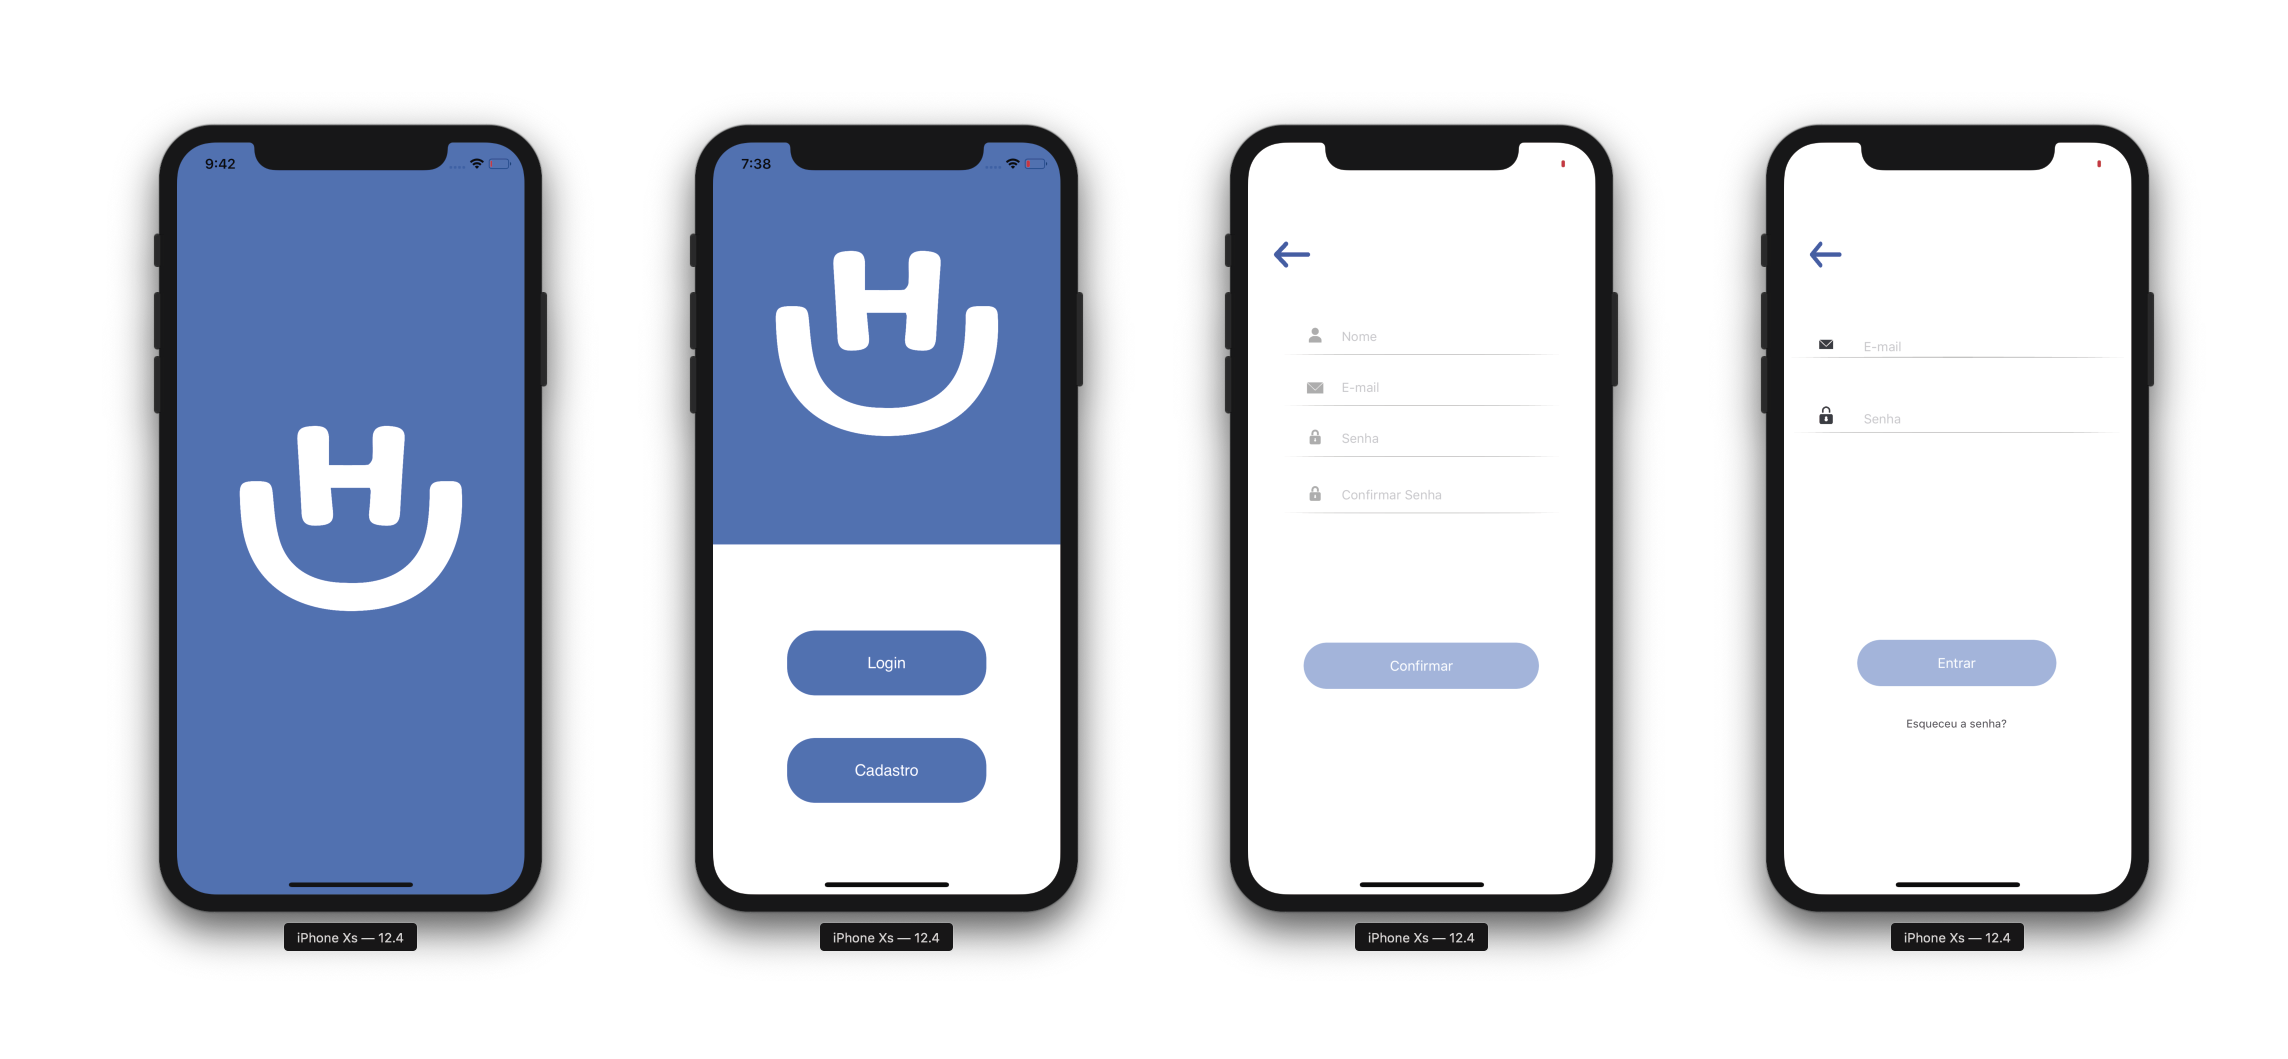 9:42
H
iPhone Xs — 12.4
7:38
H
Login
Cadastro
iPhone Xs — 12.4
Nome
E-mail
Senha
Confirmar Senha
Confirmar
iPhone Xs — 12.4
E-mail
Senha
Entrar
Esqueceu a senha?
iPhone Xs — 12.4